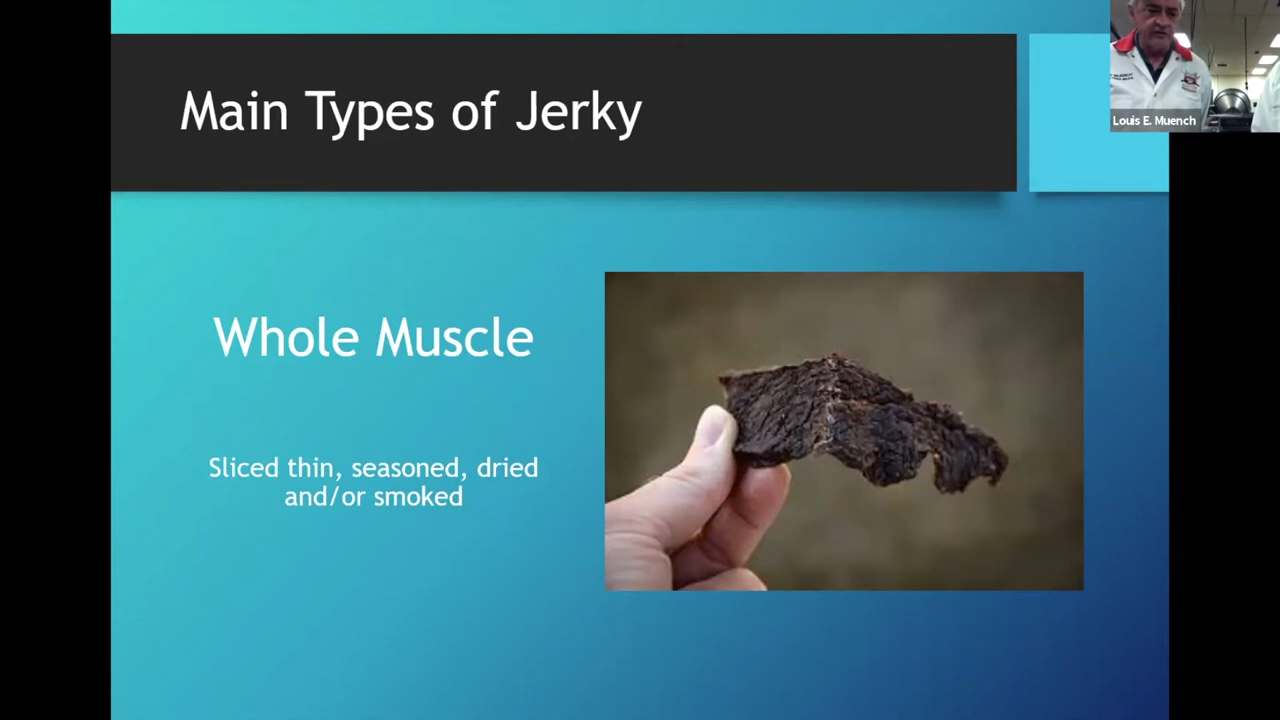 Main Types of Jerky
Louis E. Muench
Whole Muscle
Sliced thin, seasoned, dried
and/or smoked